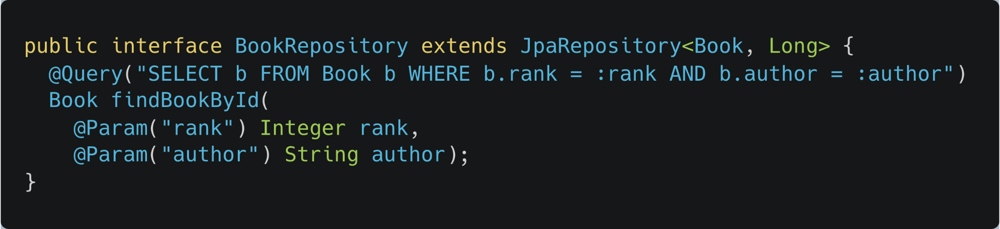 public interface BookRepository extends JpaRepository<Book, Long> {
  @Query("SELECT b FROM Book b WHERE b.rank = :rank AND b.author = :author")
  Book findBookById(
    @Param("rank") Integer rank,
    @Param("author") String author);
}